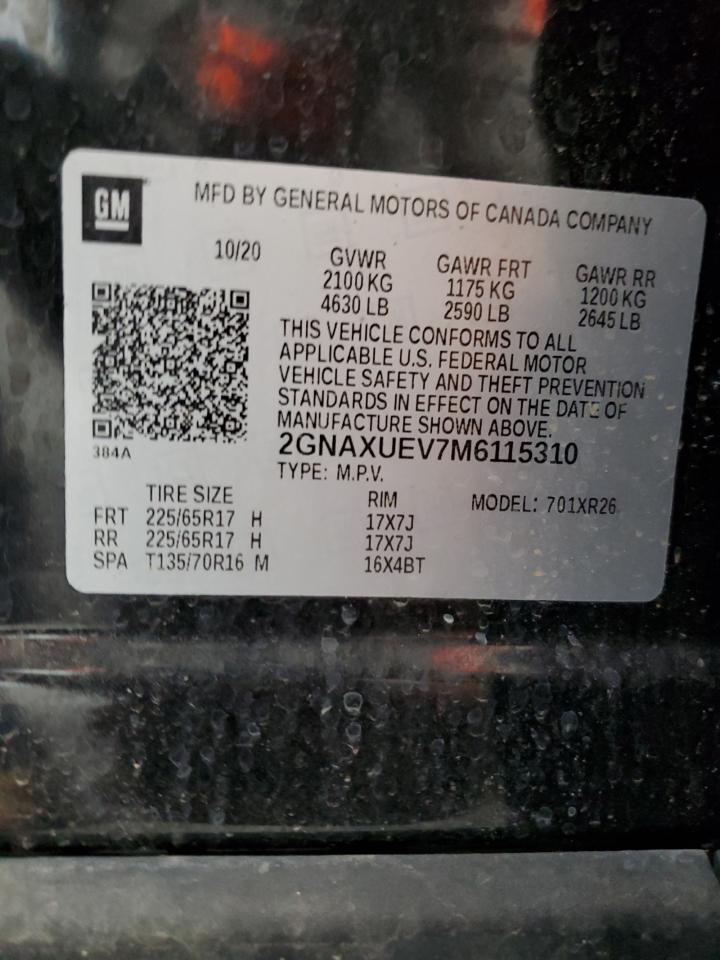 GM
MFD BY GENERAL MOTORS OF CANADA COMPANY
10/20
GVWR GAWR FRT GAWR RR
2100 KG 1175 KG 1200 KG
4630 LB 2590 LB 2645 LB
THIS VEHICLE CONFORMS TO ALL
APPLICABLE U.S. FEDERAL MOTOR
VEHICLE SAFETY AND THEFT PREVENTION
STANDARDS IN EFFECT ON THE DATE OF
MANUFACTURE SHOWN ABOVE.
384A
2GNAXUEV7M6115310
TYPE: M.P.V.
TIRE SIZE RIM MODEL: 701XR26
FRT 225/65R17 H 17X7J
RR 225/65R17 H 17X7J
SPA T135/70R16 M 16X4BT